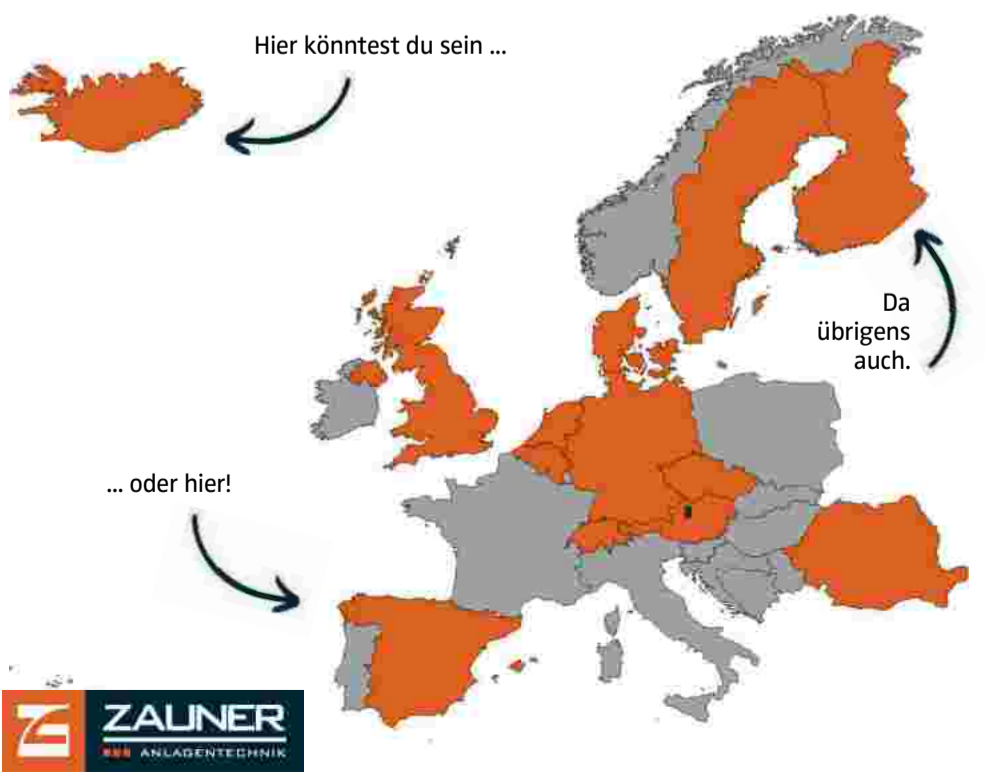 Hier könntest du sein ...
Da
übrigens
auch.
... oder hier!
ZAUNER
ANLAGENTECHNIK